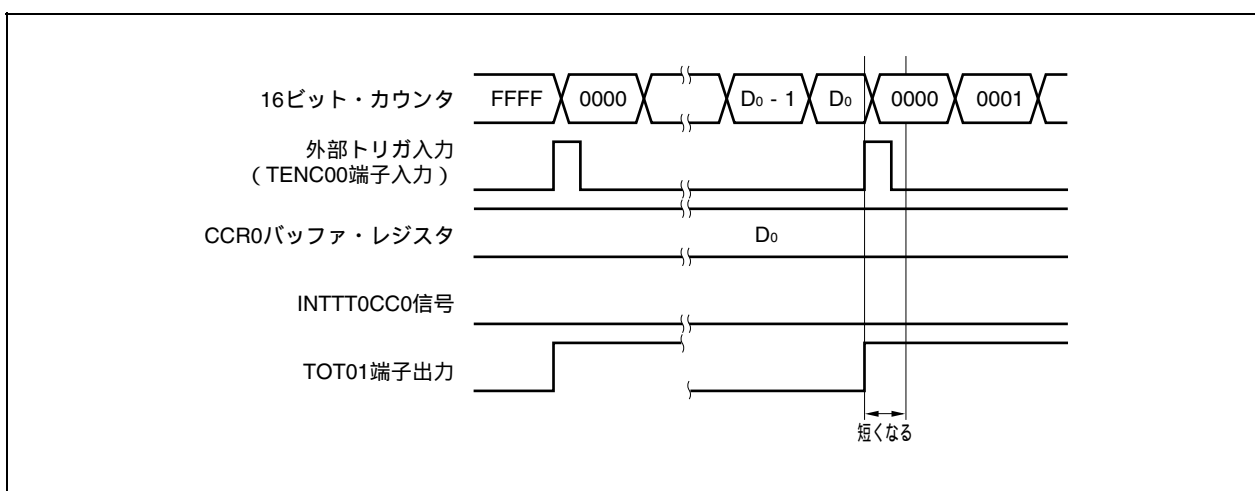 16ビット・カウンタ
FFFF 0000 D0 - 1 D0 0000 0001
外部トリガ入力
（TENC00端子入力）
CCR0バッファ・レジスタ
D0
INTTT0CC0信号
TOT01端子出力
短くなる